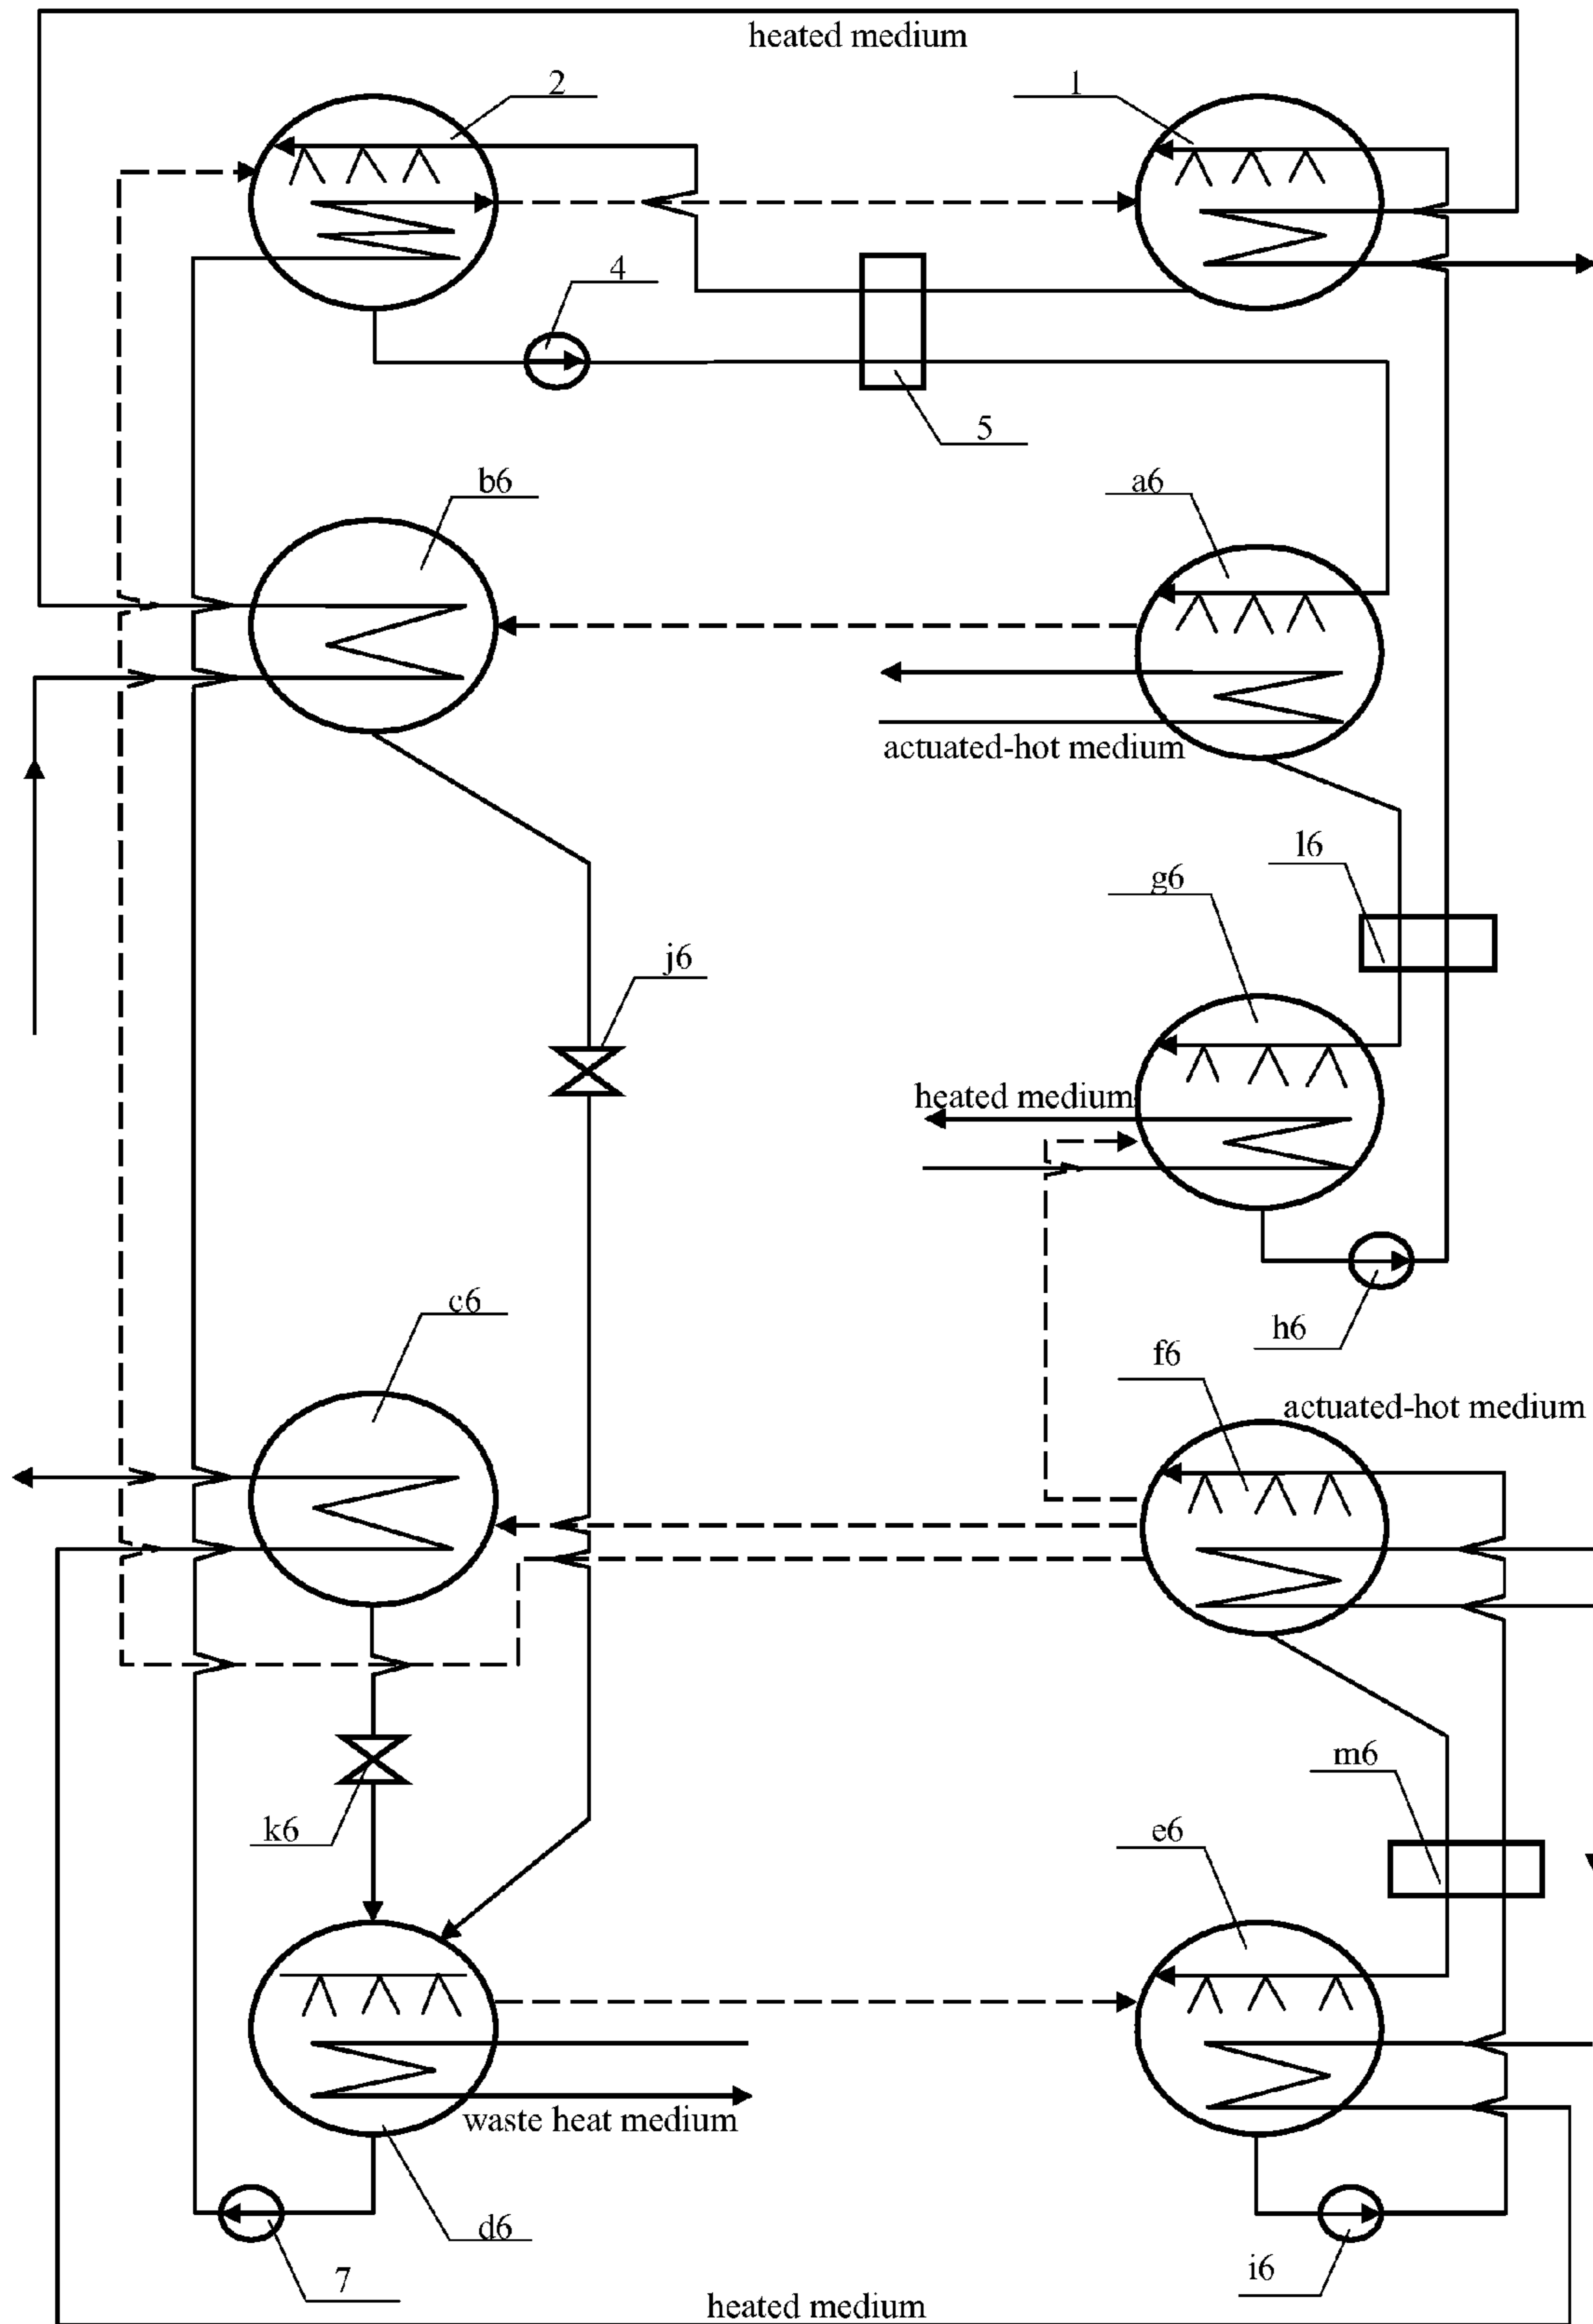 heated medium
2
1
4
5
b6
a6
actuated-hot medium
l6
g6
j6
heated medium
c6
h6
f6
actuated-hot medium
m6
k6
e6
waste heat medium
d6
7
i6
heated medium